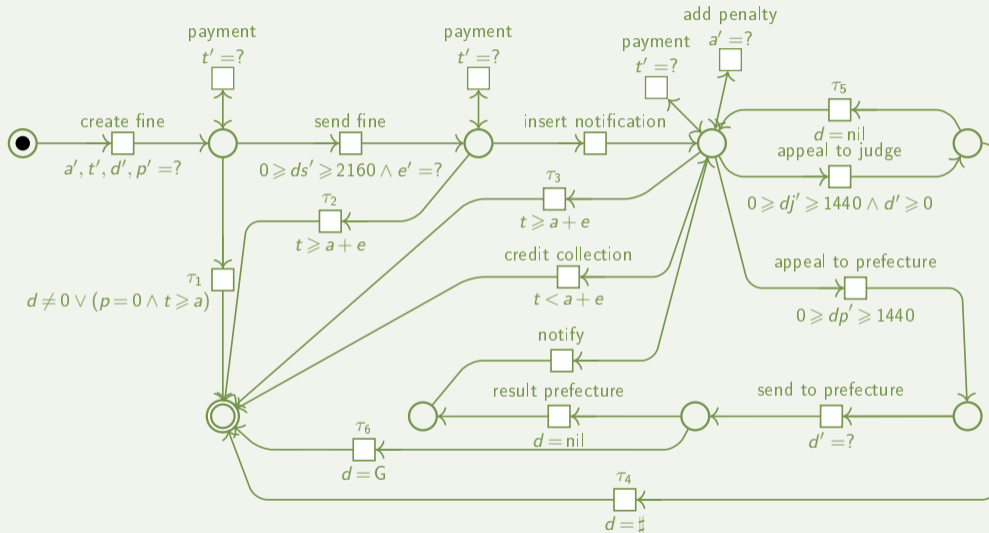 add penalty
a′ =?
payment
t′ =?
payment
t′ =?
payment
t′ =?
τ5
d = nil
create fine
a′, t′, d′, p′ =?
send fine
0 ⩾ ds′ ⩾ 2160 ∧ e′ =?
insert notification
appeal to judge
0 ⩾ dj′ ⩾ 1440 ∧ d′ ⩾ 0
τ3
t ⩾ a + e
τ2
t ⩾ a + e
credit collection
t < a + e
appeal to prefecture
0 ⩾ dp′ ⩾ 1440
τ1
d ≠ 0 ∨ (p = 0 ∧ t ⩾ a)
notify
result prefecture
d = nil
send to prefecture
d′ =?
τ6
d = G
τ4
d = ♯